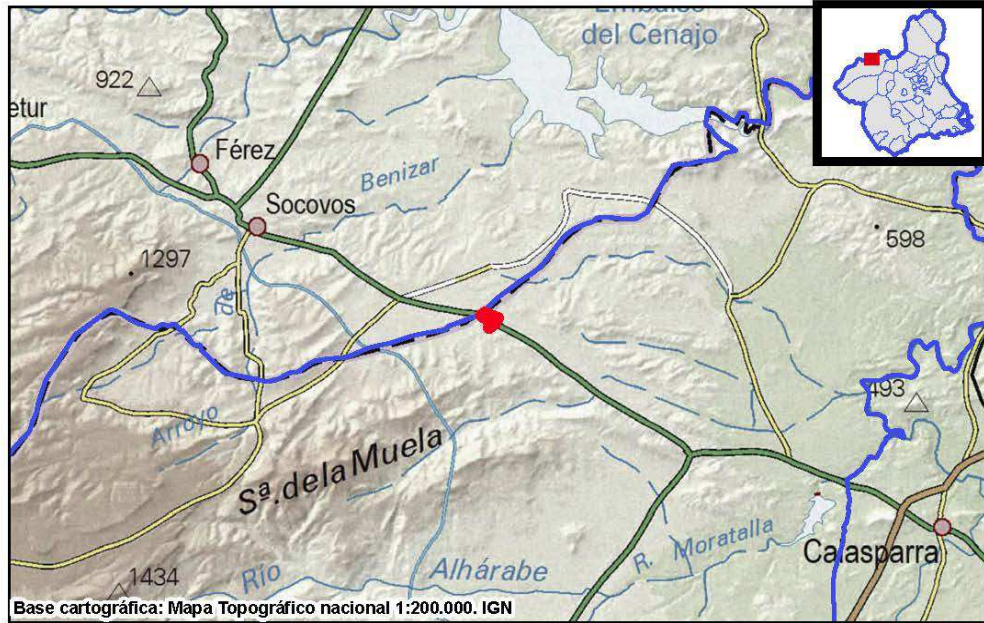 Embalse
del Cenajo
922
etur
Férez
Benizar
Socovos
598
1297
de
493
Arroyo
Sª. de la Muela
R. Moratalla
Calasparra
1434
Río
Alhárabe
Base cartográfica: Mapa Topográfico nacional 1:200.000. IGN